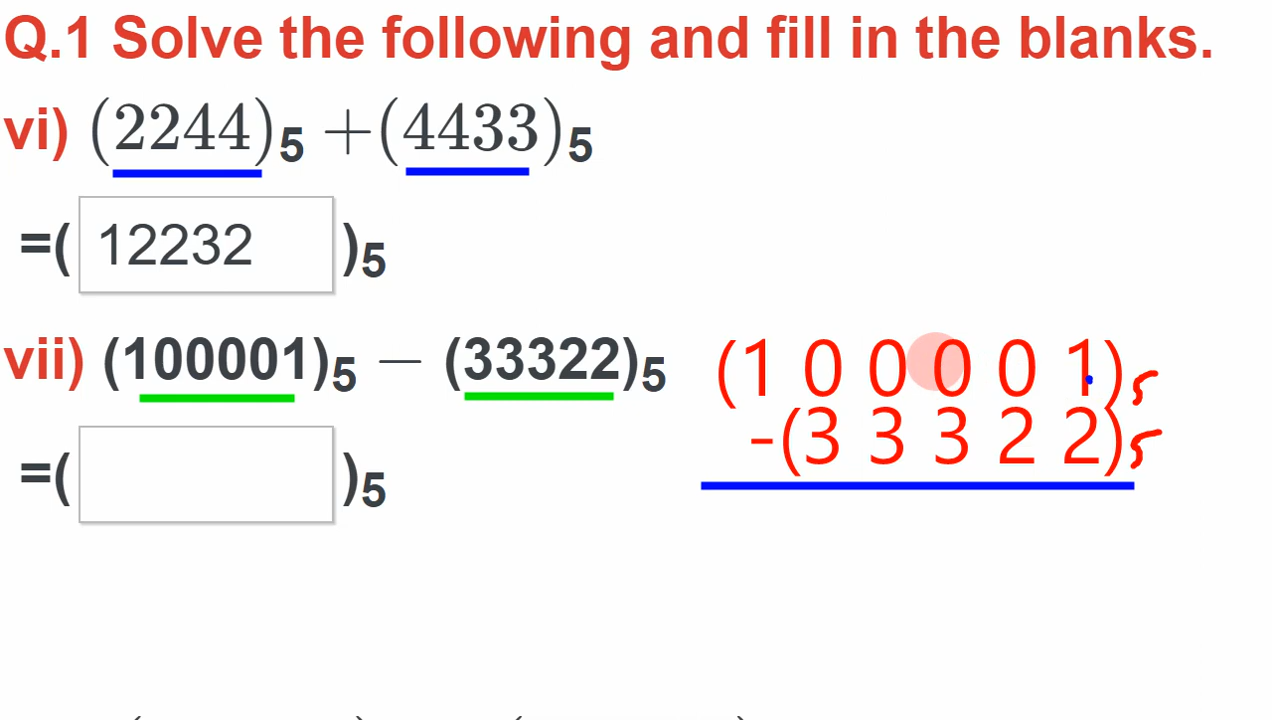 Q.1 Solve the following and fill in the blanks.
vi) (2244)5 +(4433)5
=( 12232 )5
vii) (100001)5 − (33322)5
=( )5
(1 0 0 0 0 1)5
-(3 3 3 2 2)5